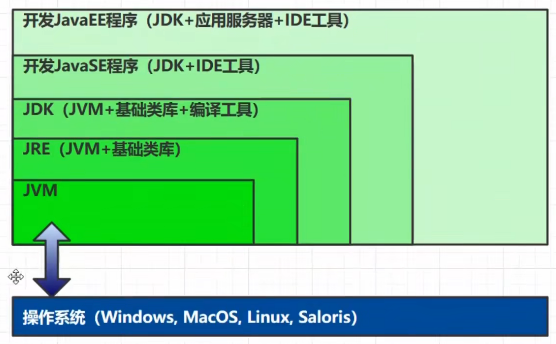 开发JavaEE程序（JDK+应用服务器+IDE工具）
开发JavaSE程序（JDK+IDE工具）
JDK（JVM+基础类库+编译工具）
JRE（JVM+基础类库）
JVM
操作系统（Windows, MacOS, Linux, Saloris）